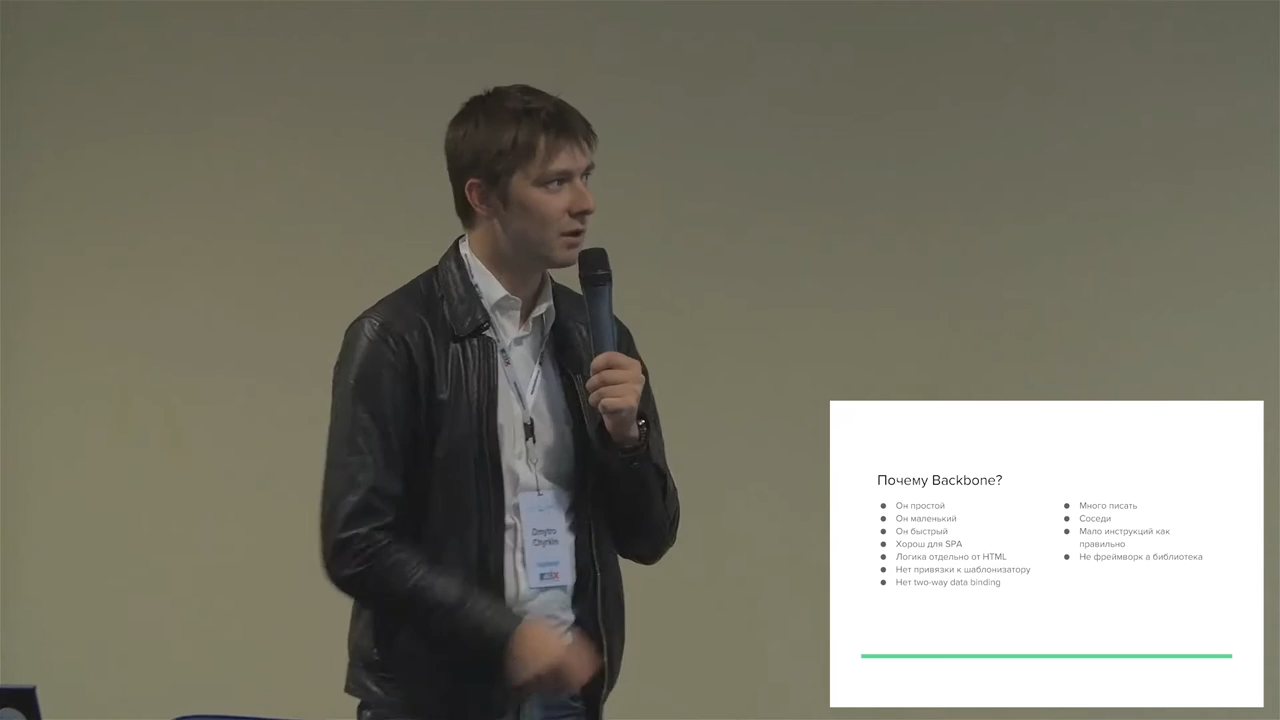 Почему Backbone?
Он простой
Он маленький
Он быстрый
Хорош для SPA
Логика отдельно от HTML
Нет привязки к шаблонизатору
Нет two-way data binding
Много писать
Соседи
Мало инструкций как
правильно
Не фреймворк а библиотека
Dmytro